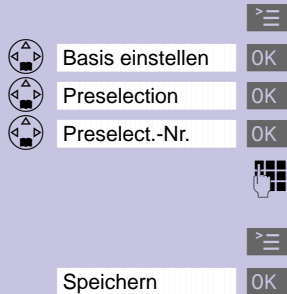 Basis einstellen OK
Preselection OK
Preselect.-Nr. OK
Speichern OK